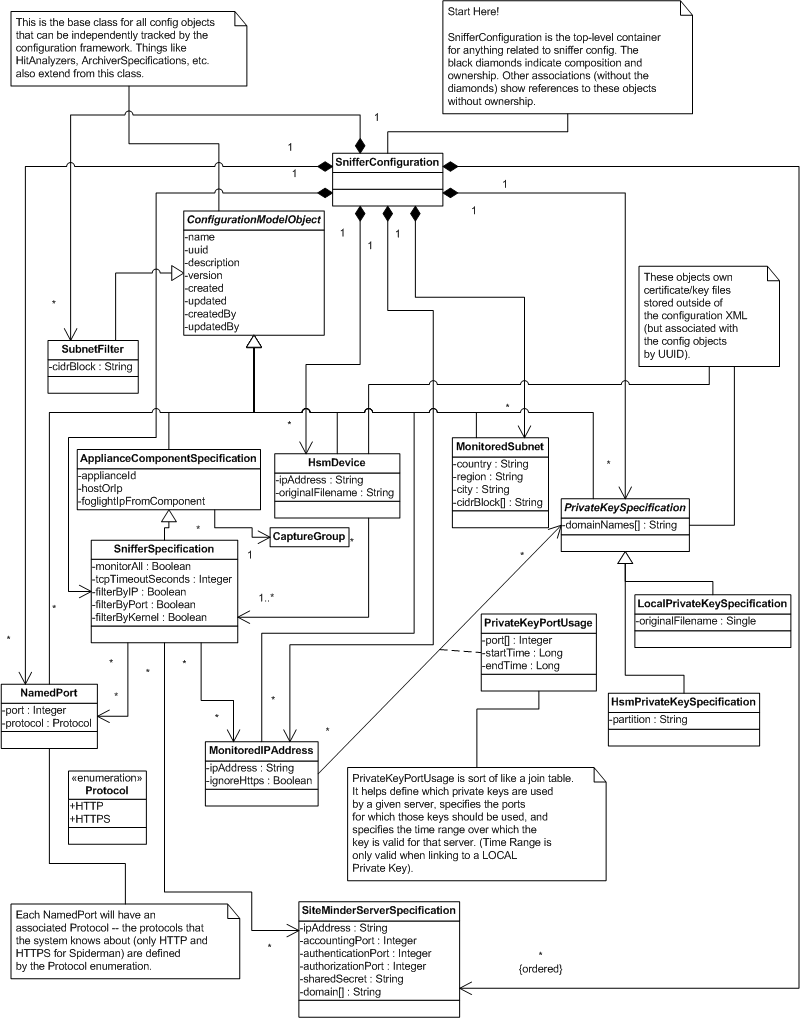 This is the base class for all config objects
that can be independently tracked by the
configuration framework. Things like
HitAnalyzers, ArchiverSpecifications, etc.
also extend from this class.
Start Here!
SnifferConfiguration is the top-level container
for anything related to sniffer config. The
black diamonds indicate composition and
ownership. Other associations (without the
diamonds) show references to these objects
without ownership.
1
1
SnifferConfiguration
1
1
1
1
1
1
ConfigurationModelObject
-name
-uuid
-description
-version
-created
-updated
-createdBy
-updatedBy
These objects own
certificate/key files
stored outside of
the configuration XML
(but associated with
the config objects
by UUID).
*
SubnetFilter
-cidrBlock : String
*
*
ApplianceComponentSpecification
-applianceId
-hostOrIp
-foglightIpFromComponent
HsmDevice
-ipAddress : String
-originalFilename : String
MonitoredSubnet
-country : String
-region : String
-city : String
-cidrBlock[] : String
*
PrivateKeySpecification
-domainNames[] : String
*
CaptureGroup
*
1
*
SnifferSpecification
-monitorAll : Boolean
-tcpTimeoutSeconds : Integer
-filterByIP : Boolean
-filterByPort : Boolean
-filterByKernel : Boolean
1..*
*
*
LocalPrivateKeySpecification
-originalFilename : Single
PrivateKeyPortUsage
-port[] : Integer
-startTime : Long
-endTime : Long
*
*
*
NamedPort
-port : Integer
-protocol : Protocol
*
*
*
*
HsmPrivateKeySpecification
-partition : String
MonitoredIPAddress
-ipAddress : String
-ignoreHttps : Boolean
«enumeration»
Protocol
+HTTP
+HTTPS
PrivateKeyPortUsage is sort of like a join table.
It helps define which private keys are used
by a given server, specifies the ports
for which those keys should be used, and
specifies the time range over which the
key is valid for that server. (Time Range is
only valid when linking to a LOCAL
Private Key).
Each NamedPort will have an
associated Protocol -- the protocols that
the system knows about (only HTTP and
HTTPS for Spiderman) are defined
by the Protocol enumeration.
*
SiteMinderServerSpecification
-ipAddress : String
-accountingPort : Integer
-authenticationPort : Integer
-authorizationPort : Integer
-sharedSecret : String
-domain[] : String
*
{ordered}